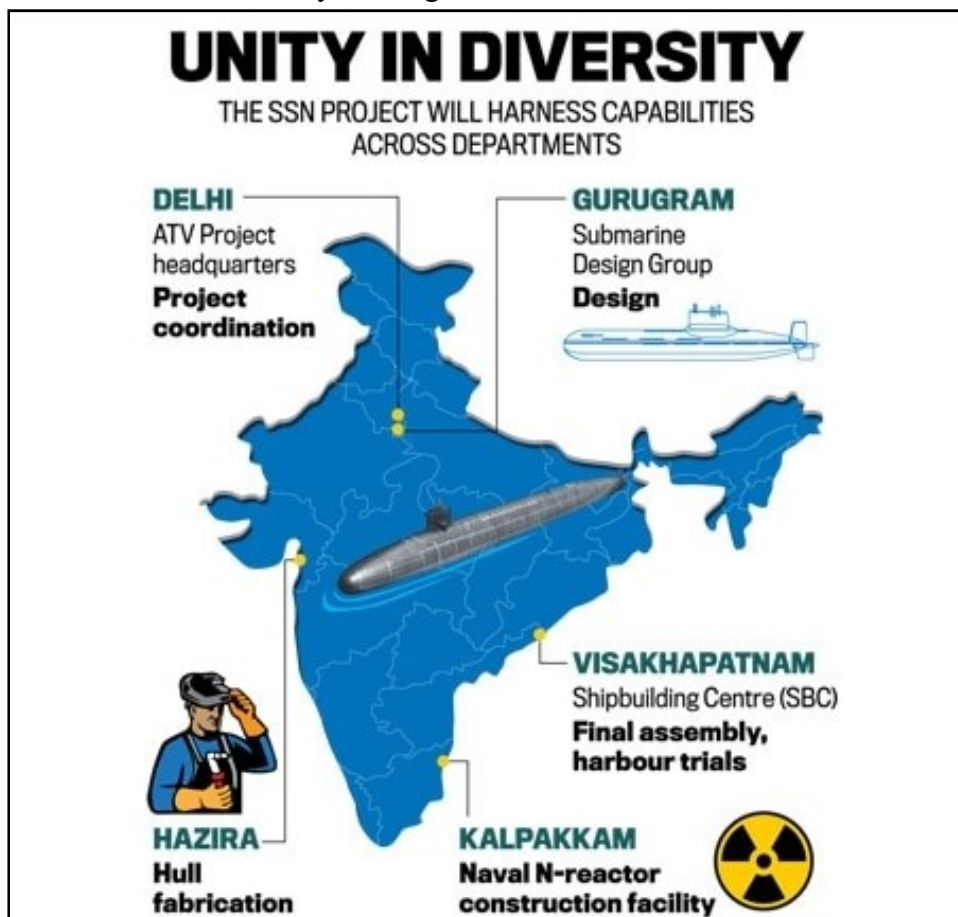 UNITY IN DIVERSITY
THE SSN PROJECT WILL HARNESS CAPABILITIES
ACROSS DEPARTMENTS
DELHI
ATV Project
headquarters
Project
coordination
GURUGRAM
Submarine
Design Group
Design
VISAKHAPATNAM
Shipbuilding Centre (SBC)
Final assembly,
harbour trials
HAZIRA
Hull
fabrication
KALPAKKAM
Naval N-reactor
construction facility